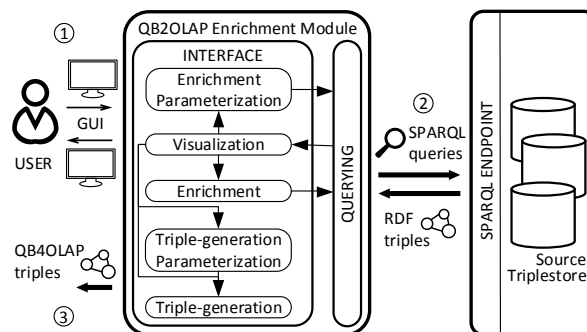 QB2OLAP Enrichment Module
①
INTERFACE
Enrichment
Parameterization
GUI
USER
Visualization
Enrichment
Triple-generation
Parameterization
Triple-generation
QUERYING
②
SPARQL
queries
RDF
triples
SPARQL ENDPOINT
Source
Triplestore
QB4OLAP
triples
③